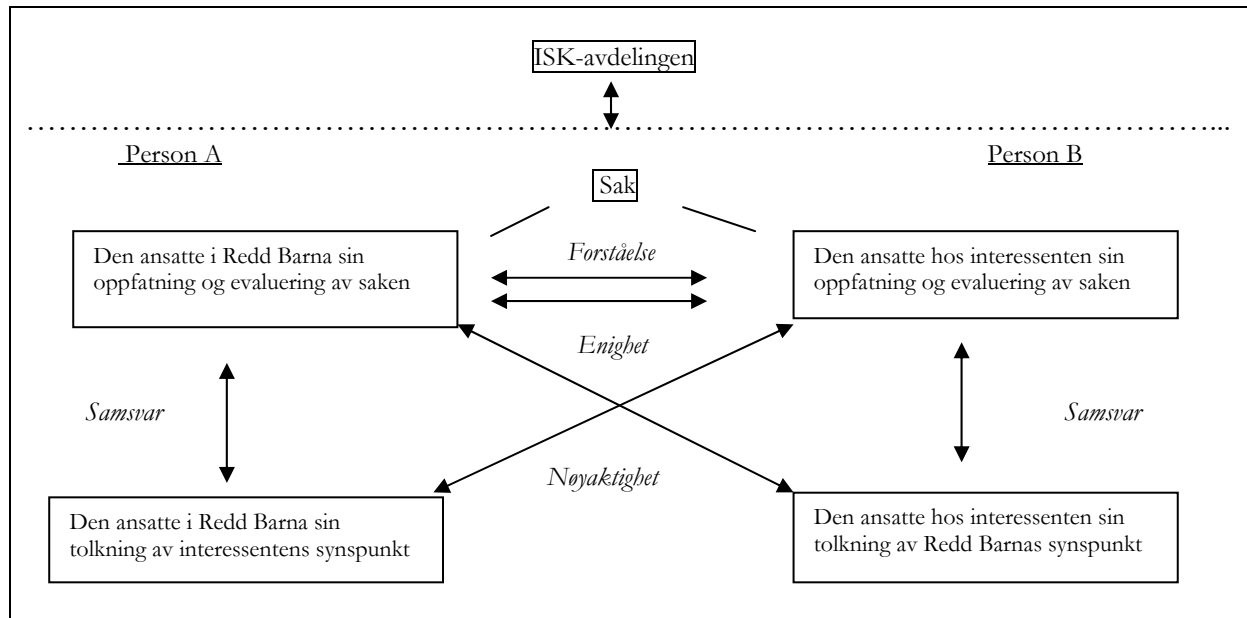 ISK-avdelingen
Person A
Person B
Sak
Den ansatte i Redd Barna sin
oppfatning og evaluering av saken
Forståelse
Den ansatte hos interessenten sin
oppfatning og evaluering av saken
Enighet
Samsvar
Samsvar
Nøyaktighet
Den ansatte i Redd Barna sin
tolkning av interessentens synspunkt
Den ansatte hos interessenten sin
tolkning av Redd Barnas synspunkt